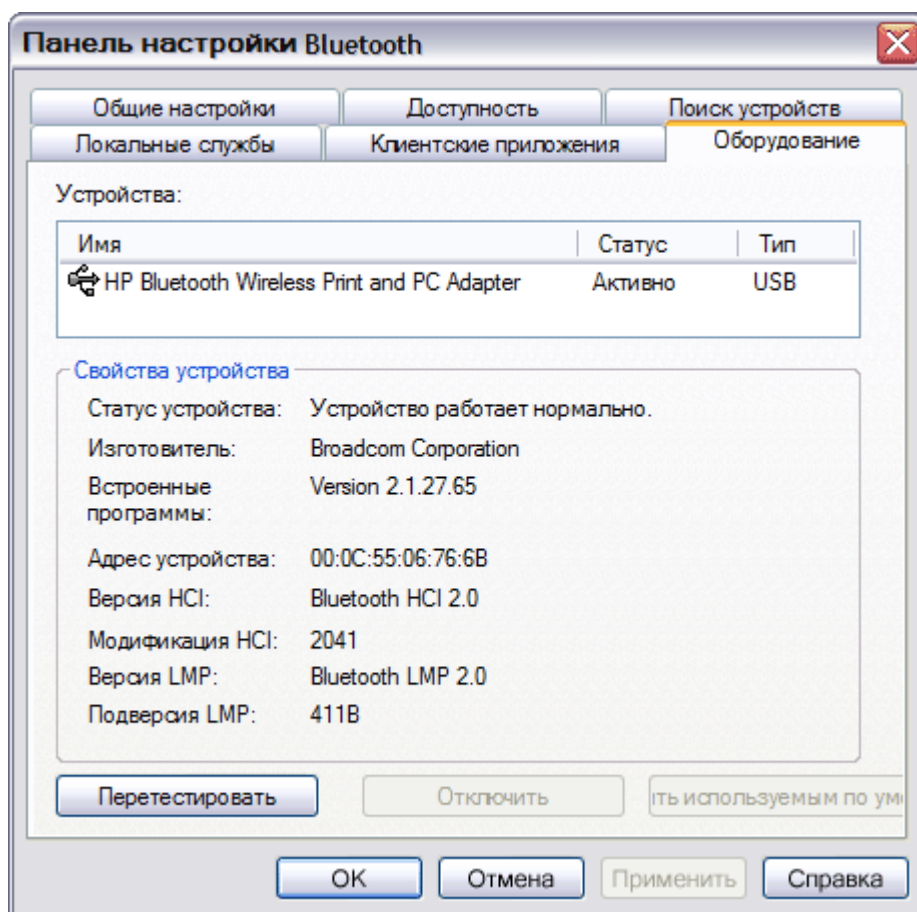 Панель настройки Bluetooth
Общие настройки Доступность Поиск устройств
Локальные службы Клиентские приложения Оборудование
Устройства:
Имя Статус Тип
HP Bluetooth Wireless Print and PC Adapter Активно USB
Свойства устройства
Статус устройства: Устройство работает нормально.
Изготовитель: Broadcom Corporation
Встроенные Version 2.1.27.65
программы:
Адрес устройства: 00:0C:55:06:76:6B
Версия HCI: Bluetooth HCI 2.0
Модификация HCI: 2041
Версия LMP: Bluetooth LMP 2.0
Подверсия LMP: 411B
Перетестировать Отключить используемым по
OK Отмена Применить Справка